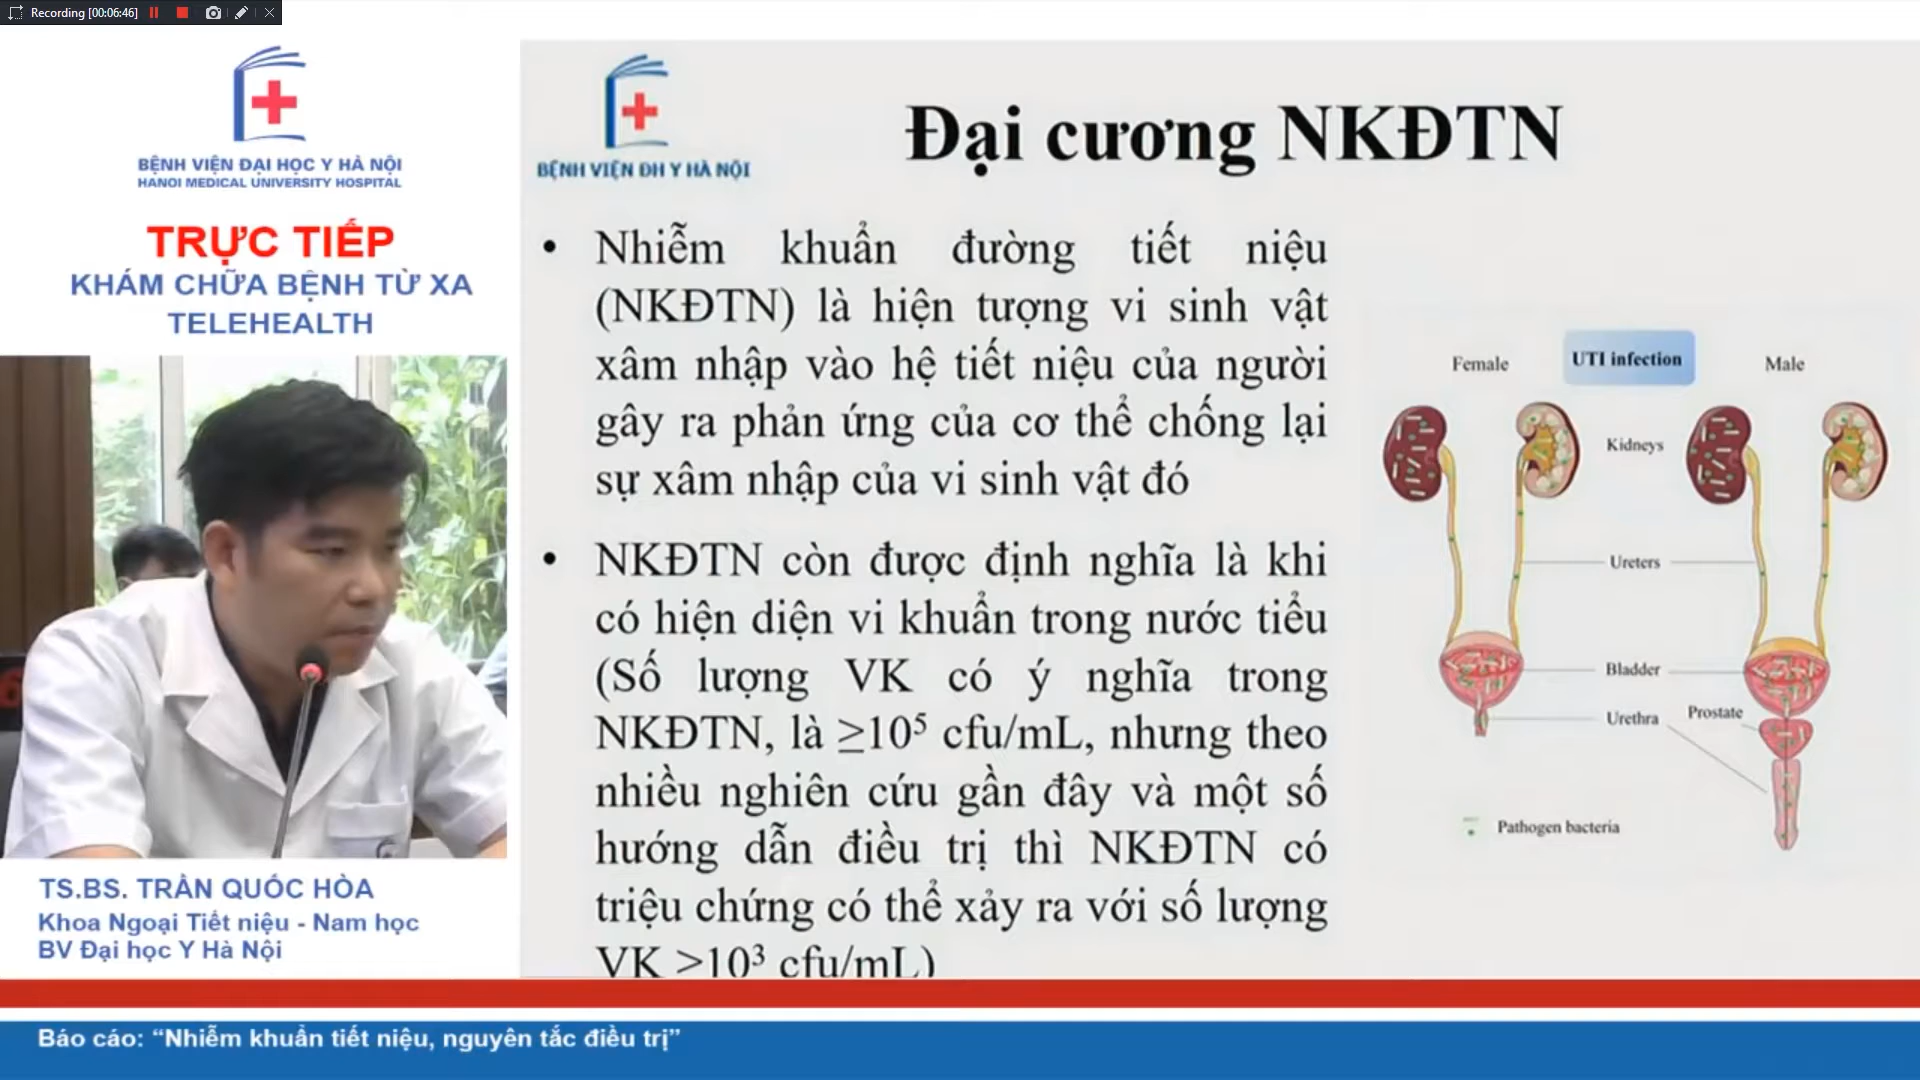 Recording [00:06:46]
BỆNH VIỆN ĐẠI HỌC Y HÀ NỘI
HANOI MEDICAL UNIVERSITY HOSPITAL
TRỰC TIẾP
KHÁM CHỮA BỆNH TỪ XA
TELEHEALTH
TS.BS. TRẦN QUỐC HÒA
Khoa Ngoại Tiết niệu - Nam học
BV Đại học Y Hà Nội
BỆNH VIỆN ĐH Y HÀ NỘI
Đại cương NKĐTN
• Nhiễm khuẩn đường tiết niệu
(NKĐTN) là hiện tượng vi sinh vật
xâm nhập vào hệ tiết niệu của người
gây ra phản ứng của cơ thể chống lại
sự xâm nhập của vi sinh vật đó
• NKĐTN còn được định nghĩa là khi
có hiện diện vi khuẩn trong nước tiểu
(Số lượng VK có ý nghĩa trong
NKĐTN, là ≥10⁵ cfu/mL, nhưng theo
nhiều nghiên cứu gần đây và một số
hướng dẫn điều trị thì NKĐTN có
triệu chứng có thể xảy ra với số lượng
VK >10³ cfu/mL)
Female
UTI infection
Male
Kidneys
Ureters
Bladder
Urethra
Prostate
Pathogen bacteria
Báo cáo: “Nhiễm khuẩn tiết niệu, nguyên tắc điều trị”